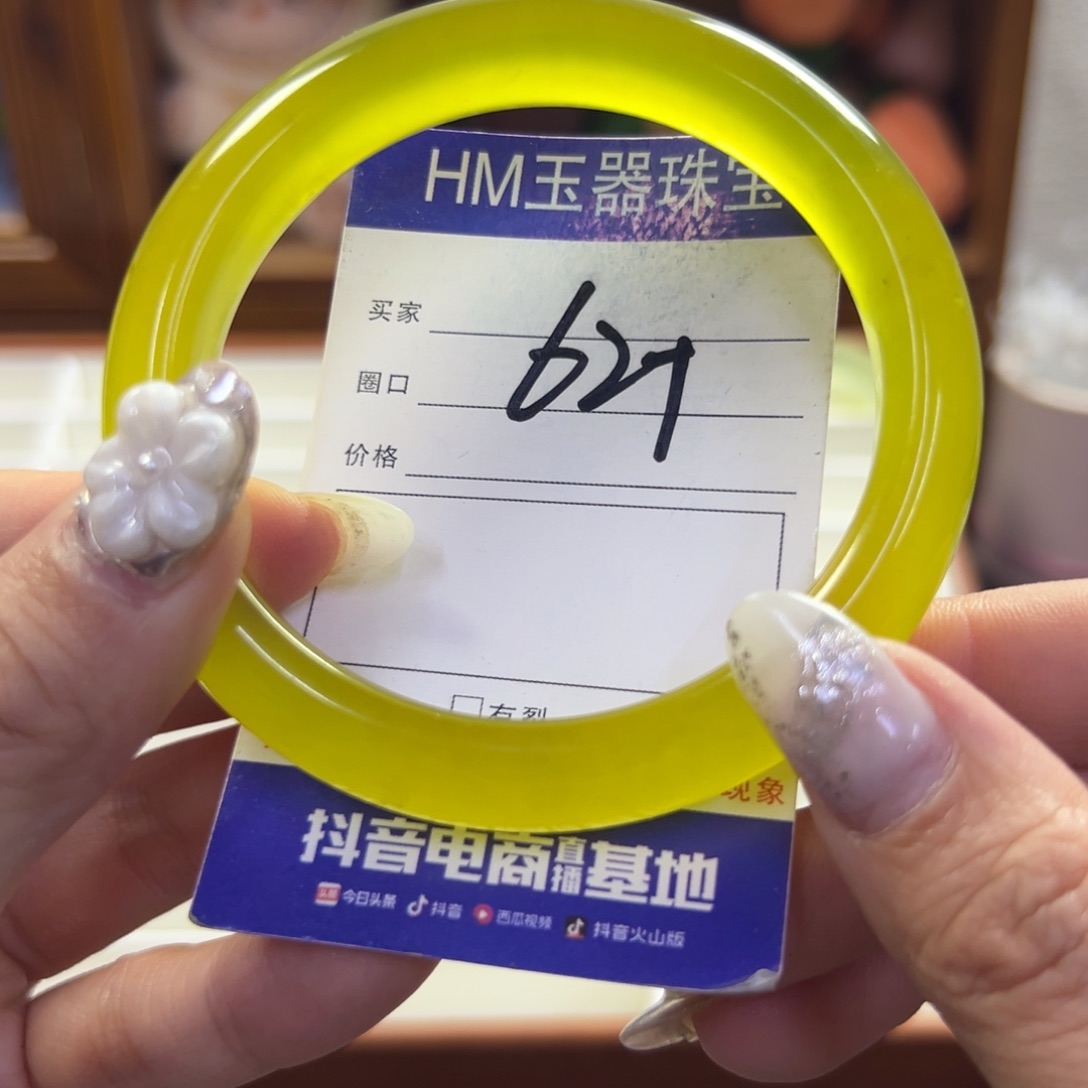 HM玉器珠宝
买家
圈口
621
价格
有裂
现象
抖音电商直播基地
今日头条 抖音 西瓜视频 抖音火山版